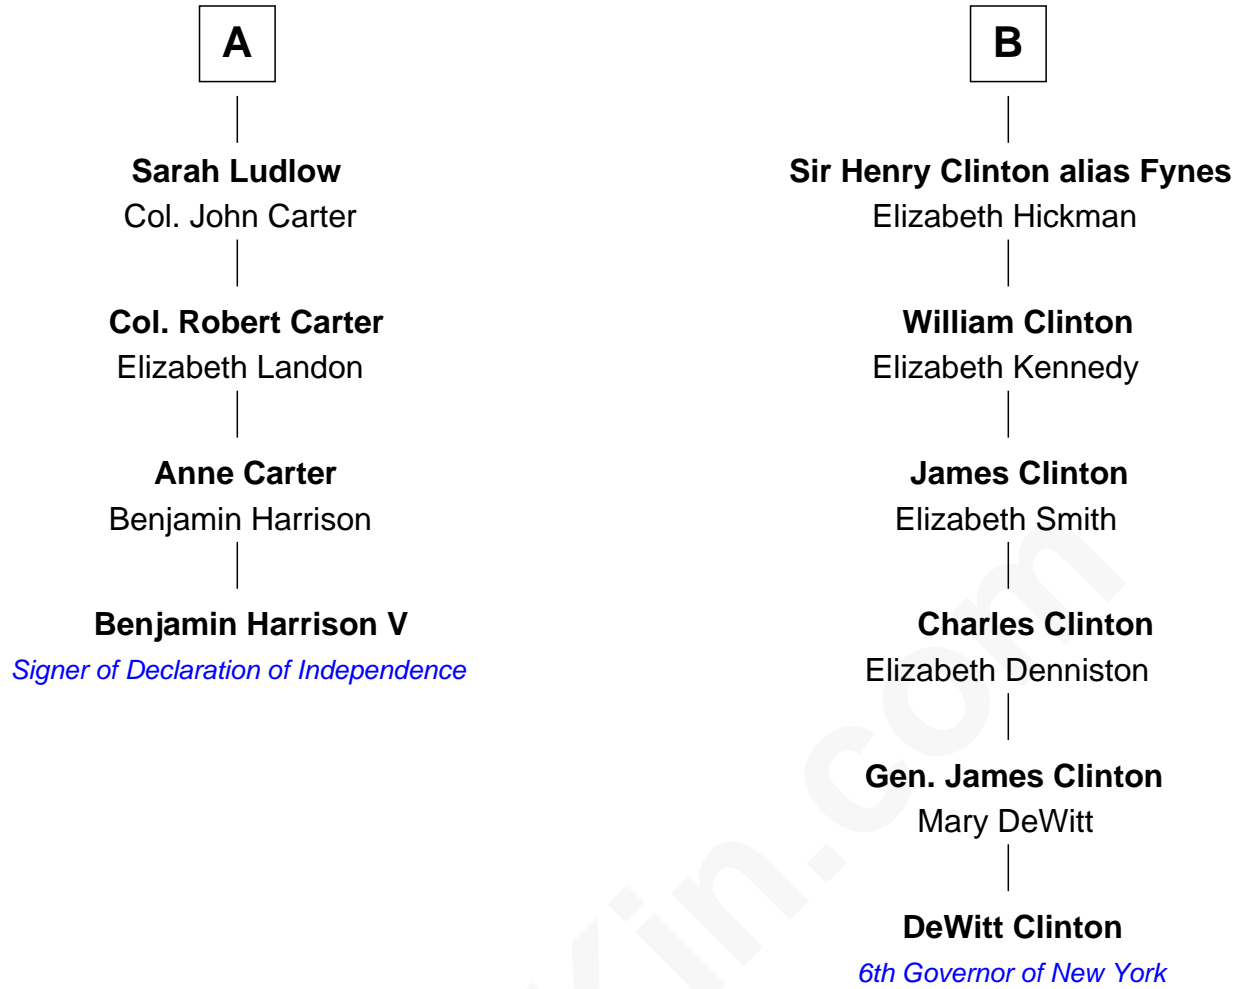 A
Sarah Ludlow
Col. John Carter
Col. Robert Carter
Elizabeth Landon
Anne Carter
Benjamin Harrison
Benjamin Harrison V
Signer of Declaration of Independence
B
Sir Henry Clinton alias Fynes
Elizabeth Hickman
William Clinton
Elizabeth Kennedy
James Clinton
Elizabeth Smith
Charles Clinton
Elizabeth Denniston
Gen. James Clinton
Mary DeWitt
DeWitt Clinton
6th Governor of New York
Kin.com